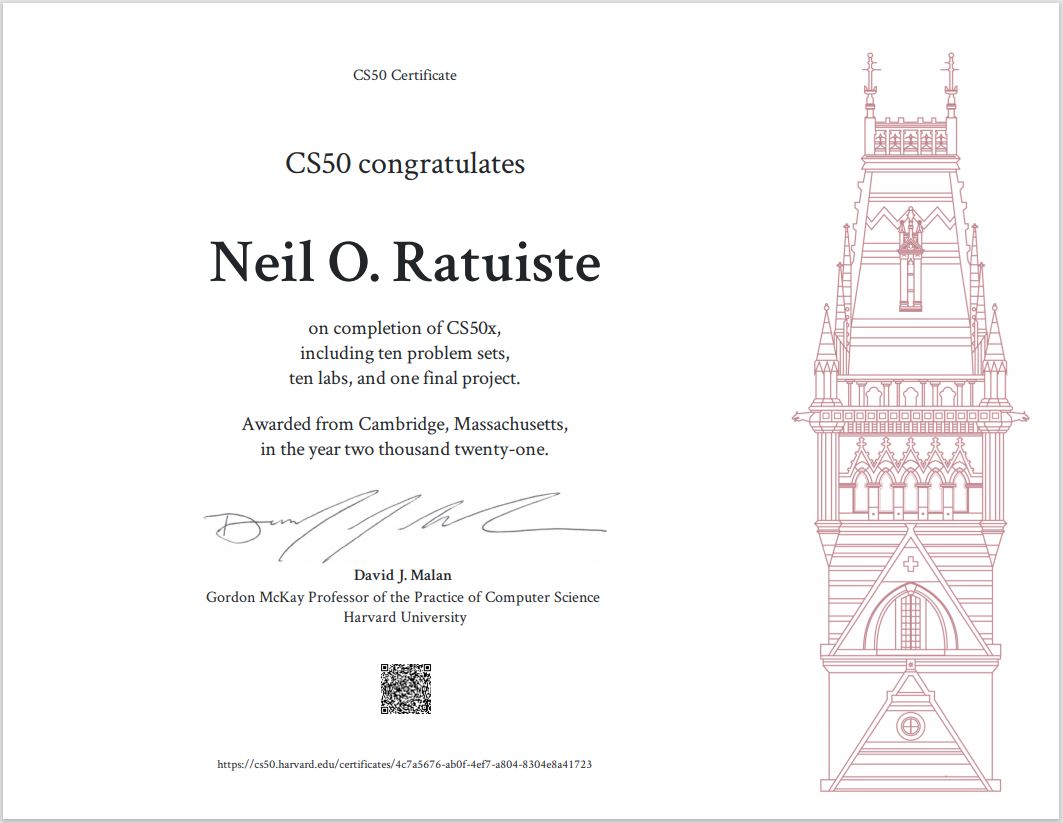 CS50 Certificate
CS50 congratulates
Neil O. Ratuiste
on completion of CS50x,
including ten problem sets,
ten labs, and one final project.
Awarded from Cambridge, Massachusetts,
in the year two thousand twenty-one.
David J. Malan
Gordon McKay Professor of the Practice of Computer Science
Harvard University
https://cs50.harvard.edu/certificates/4c7a5676-ab0f-4ef7-a804-8304e8a41723